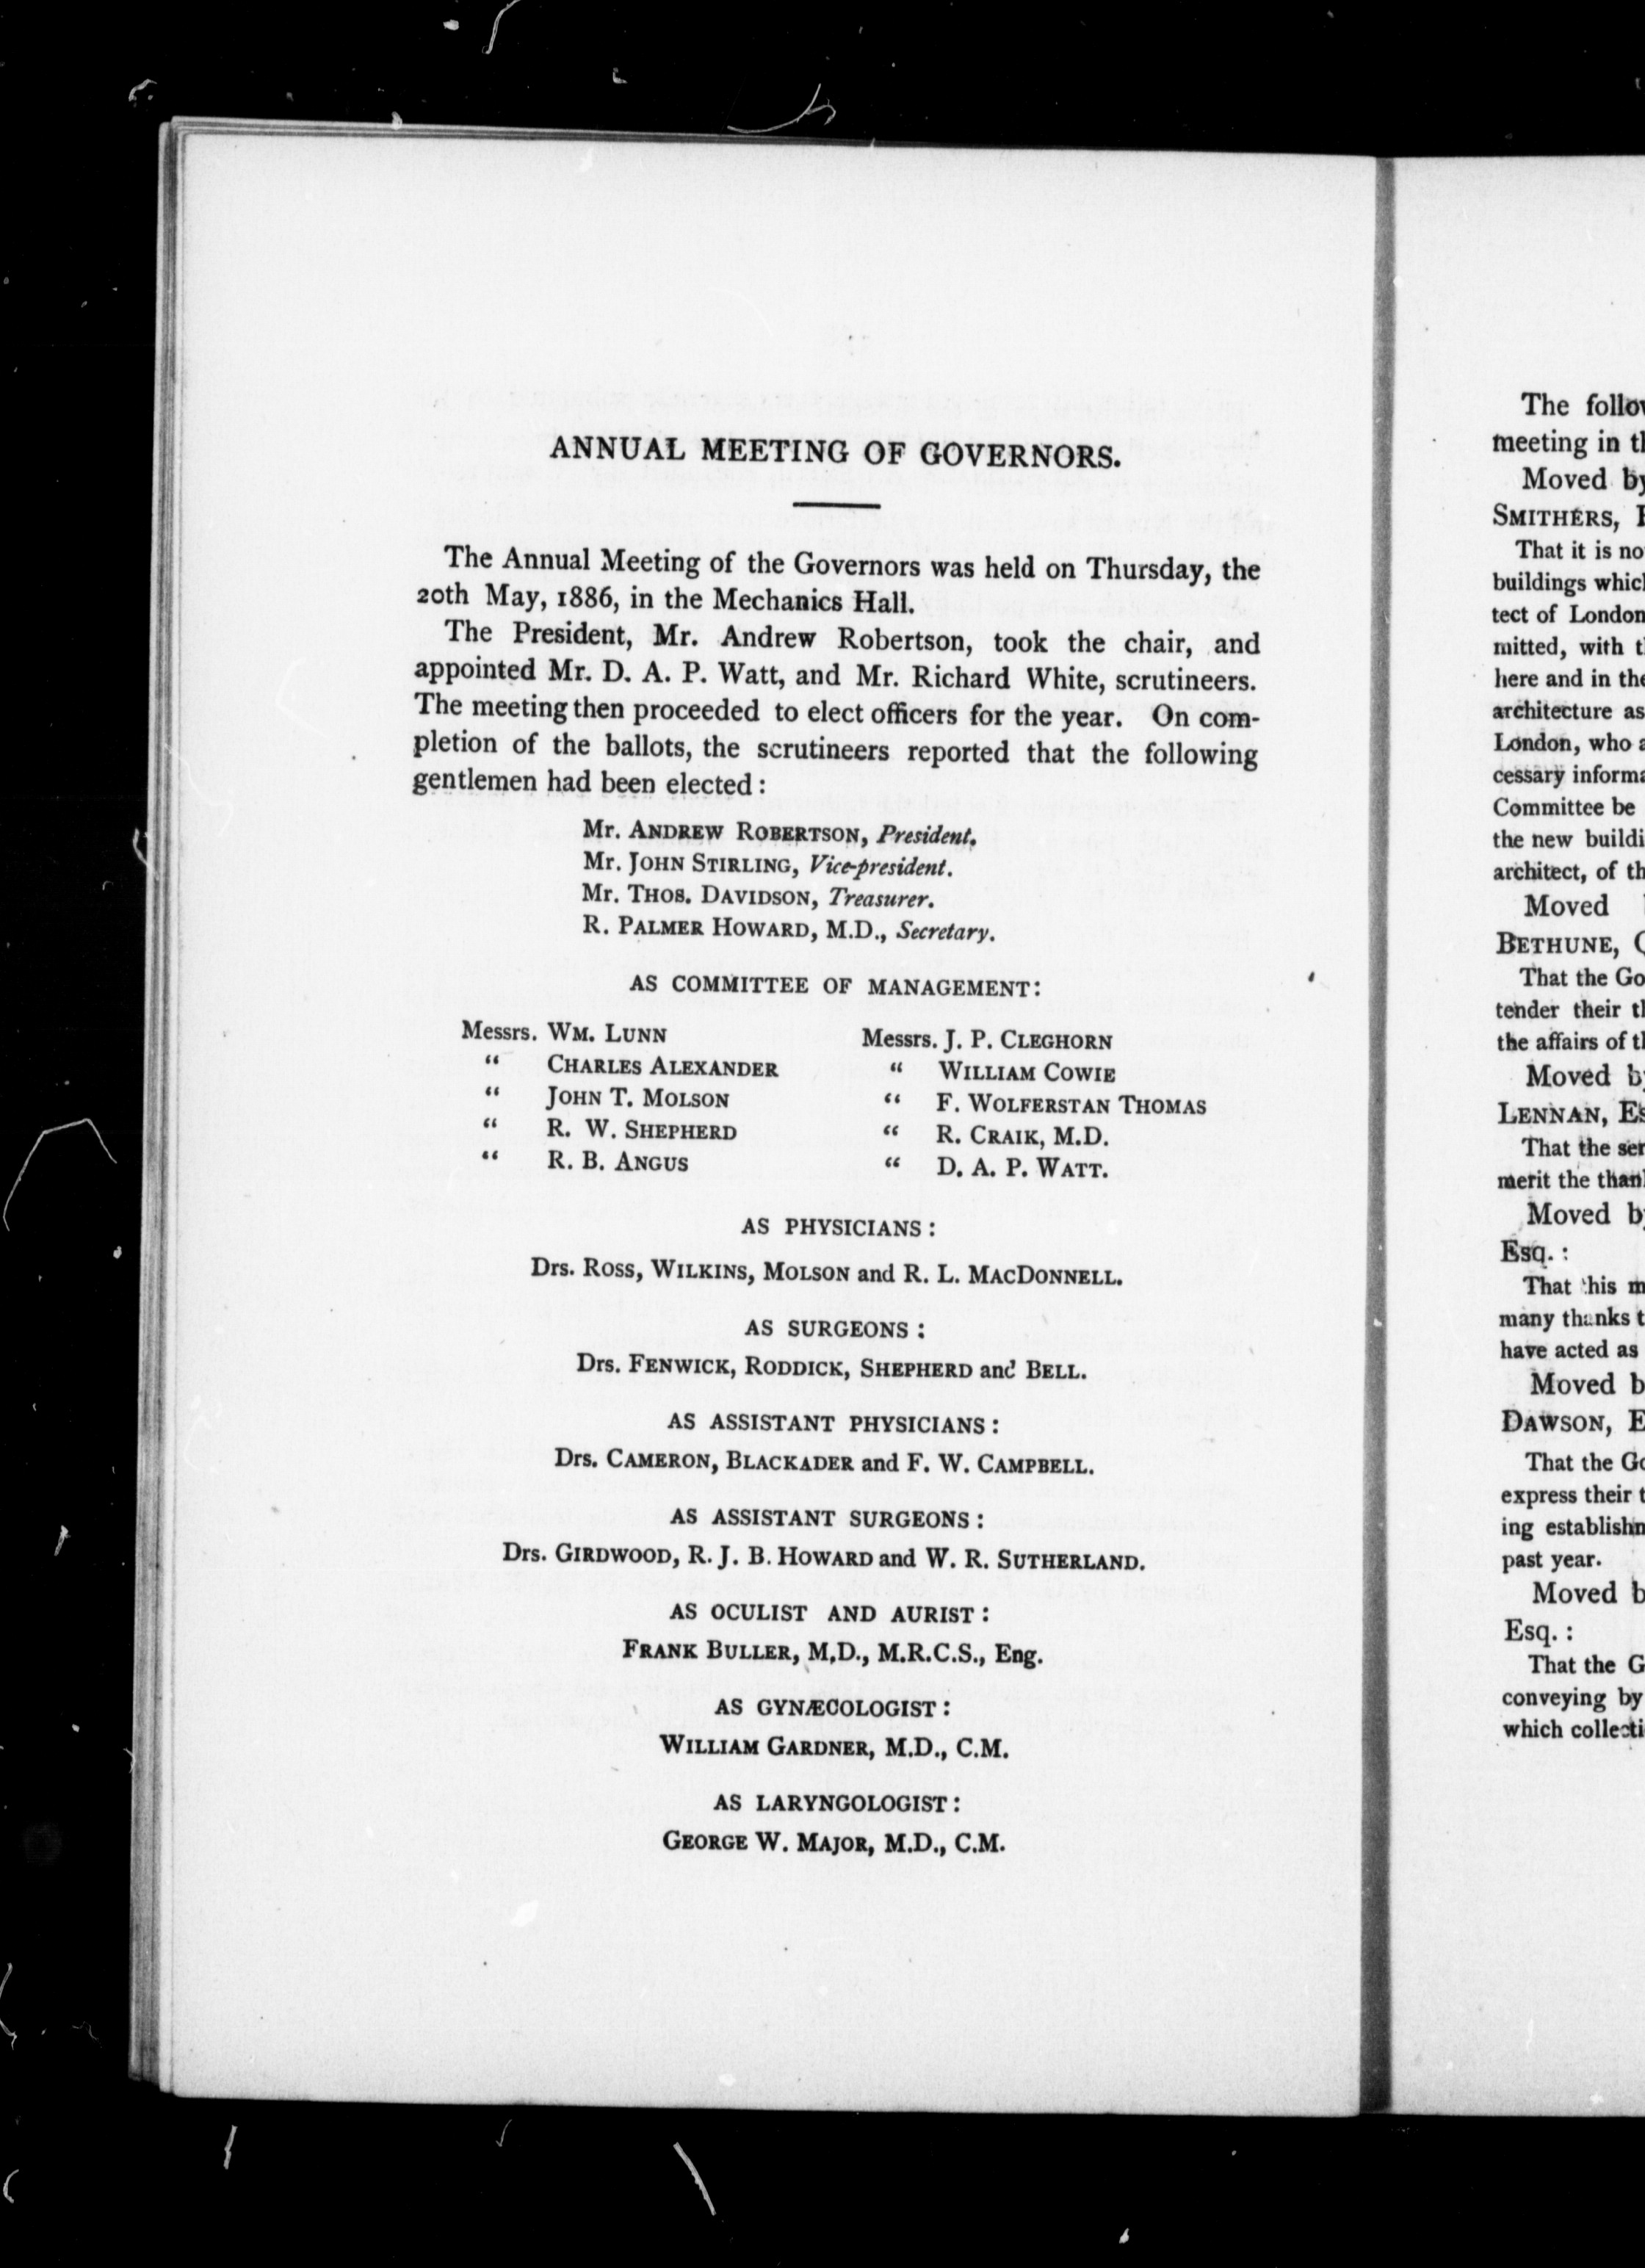 ANNUAL MEETING OF GOVERNORS.
The Annual Meeting of the Governors was held on Thursday, the
20th May, 1886, in the Mechanics Hall.
The President, Mr. Andrew Robertson, took the chair, and
appointed Mr. D. A. P. Watt, and Mr. Richard White, scrutineers.
The meeting then proceeded to elect officers for the year. On com-
pletion of the ballots, the scrutineers reported that the following
gentlemen had been elected:
Mr. ANDREW ROBERTSON, President.
Mr. JOHN STIRLING, Vice-president.
Mr. THOS. DAVIDSON, Treasurer.
R. PALMER HOWARD, M.D., Secretary.
AS COMMITTEE OF MANAGEMENT:
Messrs. WM. LUNN
" CHARLES ALEXANDER
" JOHN T. MOLSON
" R. W. SHEPHERD
" R. B. ANGUS
Messrs. J. P. CLEGHORN
" WILLIAM COWIE
" F. WOLFERSTAN THOMAS
" R. CRAIK, M.D.
" D. A. P. WATT.
AS PHYSICIANS:
Drs. ROSS, WILKINS, MOLSON and R. L. MACDONNELL.
AS SURGEONS:
Drs. FENWICK, RODDICK, SHEPHERD and BELL.
AS ASSISTANT PHYSICIANS:
Drs. CAMERON, BLACKADER and F. W. CAMPBELL.
AS ASSISTANT SURGEONS:
Drs. GIRDWOOD, R. J. B. HOWARD and W. R. SUTHERLAND.
AS OCULIST AND AURIST:
FRANK BULLER, M.D., M.R.C.S., Eng.
AS GYNÆCOLOGIST:
WILLIAM GARDNER, M.D., C.M.
AS LARYNGOLOGIST:
GEORGE W. MAJOR, M.D., C.M.
The
meeting in
Moved
SMITHERS,
That it is
buildings
tect of London
mitted, with
here and in the
architecture as
London, who
cessary
Committee be
the new
architect, of
Moved
BETHUNE,
That the
tender their
the affairs of
Moved
LENNAN,
That the
merit the
Moved
Esq.:
That this
many thanks
have acted as
Moved
DAWSON,
That the
express their
ing
past year.
Moved
Esq.:
That the
conveying by
which